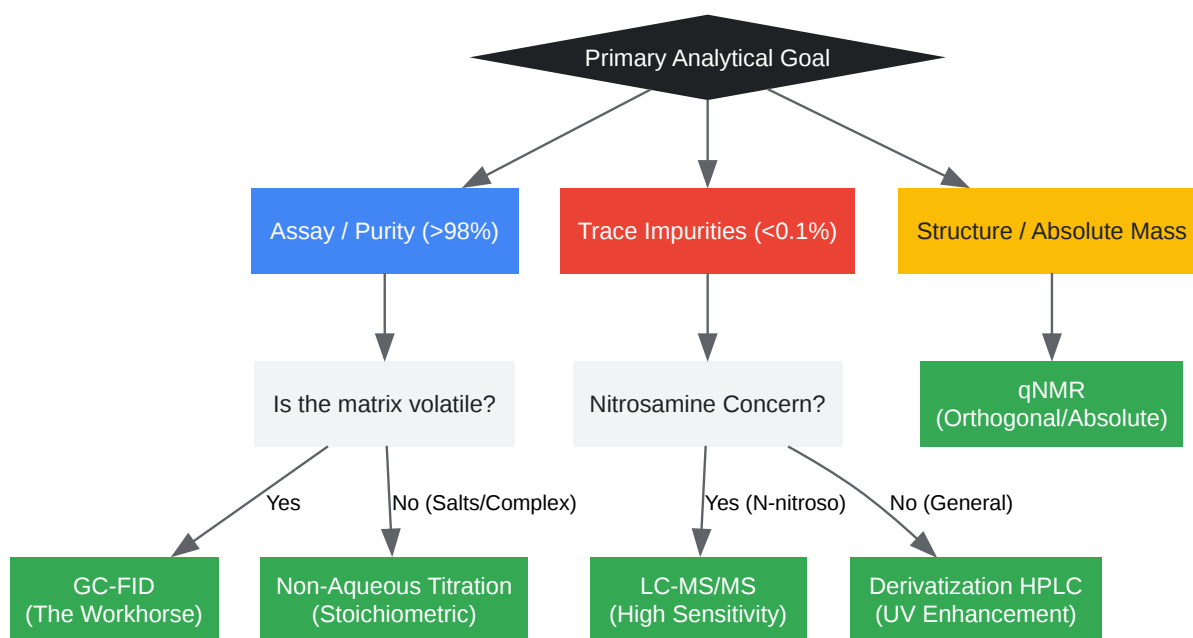 Primary Analytical Goal
Assay / Purity (>98%)
Trace Impurities (<0.1%)
Structure / Absolute Mass
Is the matrix volatile?
Nitrosamine Concern?
qNMR
(Orthogonal/Absolute)
Yes
No (Salts/Complex)
Yes (N-nitroso)
No (General)
GC-FID
(The Workhorse)
Non-Aqueous Titration
(Stoichiometric)
LC-MS/MS
(High Sensitivity)
Derivatization HPLC
(UV Enhancement)